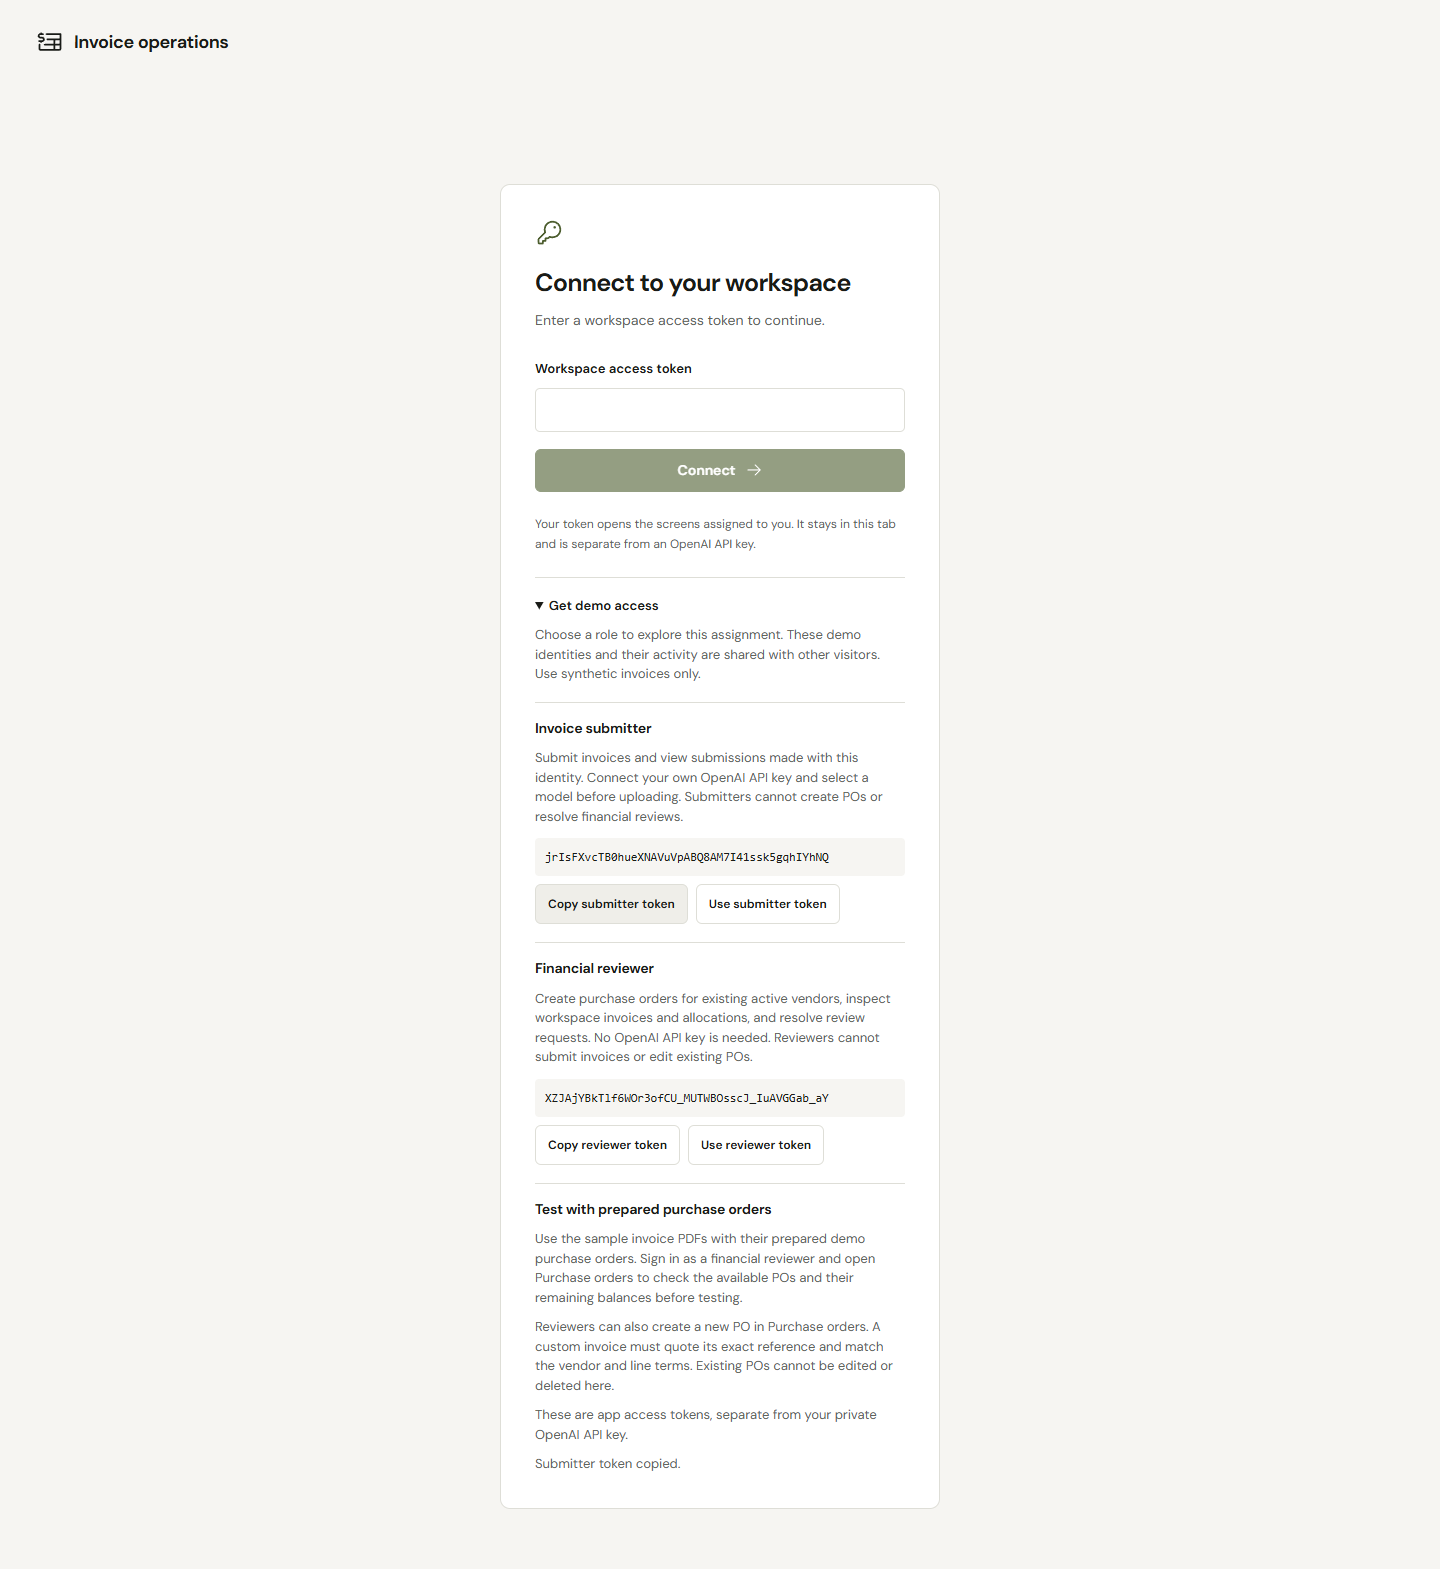 Invoice operations
Connect to your workspace
Enter a workspace access token to continue.
Workspace access token
Connect →
Your token opens the screens assigned to you. It stays in this tab
and is separate from an OpenAI API key.
▼ Get demo access
Choose a role to explore this assignment. These demo
identities and their activity are shared with other visitors.
Use synthetic invoices only.
Invoice submitter
Submit invoices and view submissions made with this
identity. Connect your own OpenAI API key and select a
model before uploading. Submitters cannot create POs or
resolve financial reviews.
jrIsFXvcTB0hueXNAVuVpABQ8AM7I41ssk5gqhIYhNQ
Copy submitter token
Use submitter token
Financial reviewer
Create purchase orders for existing active vendors, inspect
workspace invoices and allocations, and resolve review
requests. No OpenAI API key is needed. Reviewers cannot
submit invoices or edit existing POs.
XZJAjYBkTlf6WOr3ofCU_MUTWBOsscJ_IuAVGGab_aY
Copy reviewer token
Use reviewer token
Test with prepared purchase orders
Use the sample invoice PDFs with their prepared demo
purchase orders. Sign in as a financial reviewer and open
Purchase orders to check the available POs and their
remaining balances before testing.
Reviewers can also create a new PO in Purchase orders. A
custom invoice must quote its exact reference and match
the vendor and line terms. Existing POs cannot be edited or
deleted here.
These are app access tokens, separate from your private
OpenAI API key.
Submitter token copied.